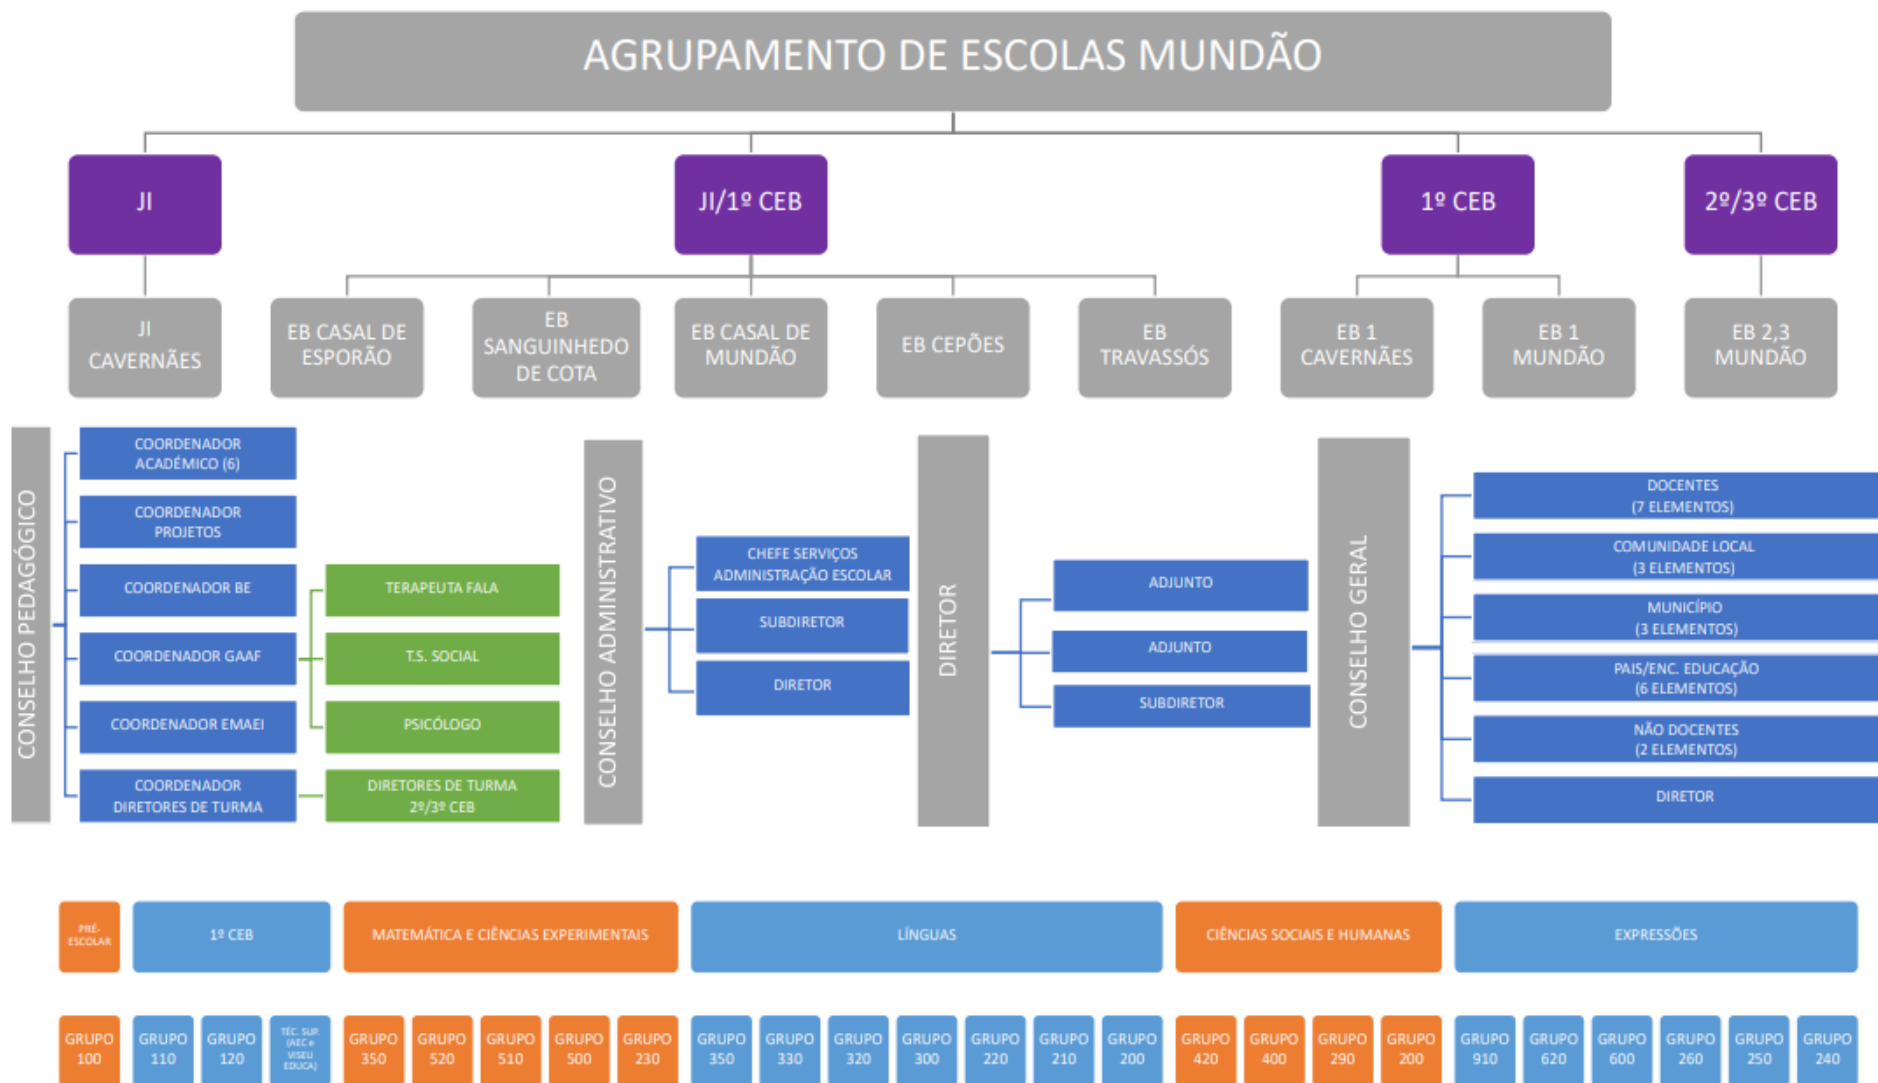 AGRUPAMENTO DE ESCOLAS MUNDÃO
JI
JI/1º CEB
1º CEB
2º/3º CEB
JI
CAVERNÃES
EB CASAL DE
ESPORÃO
EB
SANGUINHEDO
DE COTA
EB CASAL DE
MUNDÃO
EB CEPÕES
EB
TRAVASSÓS
EB 1
CAVERNÃES
EB 1
MUNDÃO
EB 2,3
MUNDÃO
CONSELHO PEDAGÓGICO
COORDENADOR
ACADÉMICO (6)
COORDENADOR
PROJETOS
COORDENADOR BE
COORDENADOR GAAF
COORDENADOR EMAEI
COORDENADOR
DIRETORES DE TURMA
TERAPEUTA FALA
T.S. SOCIAL
PSICÓLOGO
DIRETORES DE TURMA
2º/3º CEB
CONSELHO ADMINISTRATIVO
CHEFE SERVIÇOS
ADMINISTRAÇÃO ESCOLAR
SUBDIRETOR
DIRETOR
DIRETOR
ADJUNTO
ADJUNTO
SUBDIRETOR
CONSELHO GERAL
DOCENTES
(7 ELEMENTOS)
COMUNIDADE LOCAL
(3 ELEMENTOS)
MUNICÍPIO
(3 ELEMENTOS)
PAIS/ENC. EDUCAÇÃO
(6 ELEMENTOS)
NÃO DOCENTES
(2 ELEMENTOS)
DIRETOR
PRÉ-
ESCOLAR
1º CEB
MATEMÁTICA E CIÊNCIAS EXPERIMENTAIS
LÍNGUAS
CIÊNCIAS SOCIAIS E HUMANAS
EXPRESSÕES
GRUPO
100
GRUPO
110
GRUPO
120
TÉC. SUP.
(AEC e
VISEU
EDUCA)
GRUPO
350
GRUPO
520
GRUPO
510
GRUPO
500
GRUPO
230
GRUPO
350
GRUPO
330
GRUPO
320
GRUPO
300
GRUPO
220
GRUPO
210
GRUPO
200
GRUPO
420
GRUPO
400
GRUPO
290
GRUPO
200
GRUPO
910
GRUPO
620
GRUPO
600
GRUPO
260
GRUPO
250
GRUPO
240